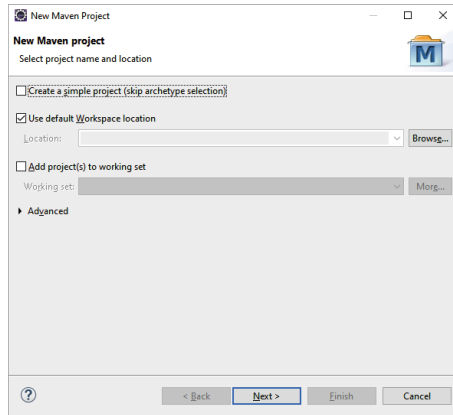 New Maven Project
New Maven project
Select project name and location
M
Create a simple project (skip archetype selection)
Use default Workspace location
Location:
Browse...
Add project(s) to working set
Working set:
More...
Advanced
?
< Back
Next >
Finish
Cancel